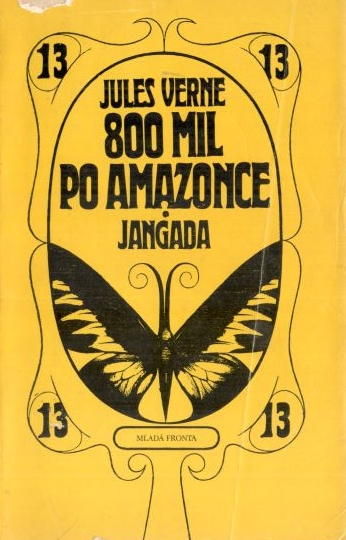 13 13
JULES VERNE
800 MIL
PO AMAZONCE
JANGADA
13 13
MLADÁ FRONTA